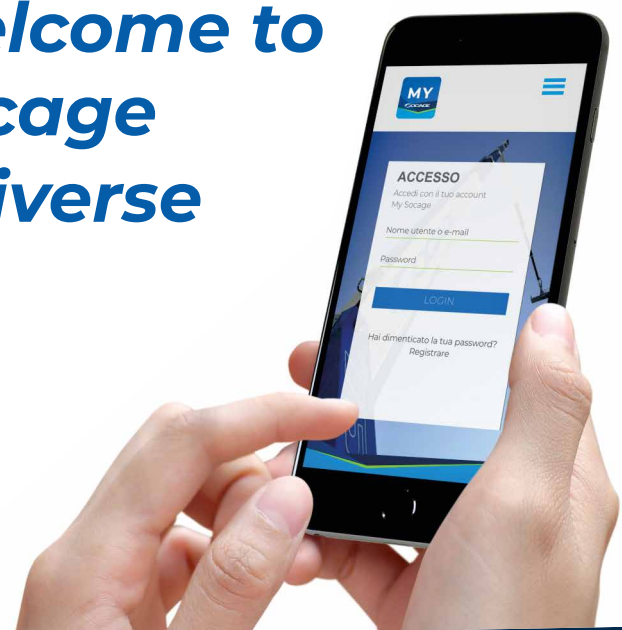 elcome to
cage
iverse
MY
SOCAGE
ACCESSO
Accedi con il tuo account
My Socage
Nome utente o e-mail
Password
LOGIN
Hai dimenticato la tua password?
Registrare